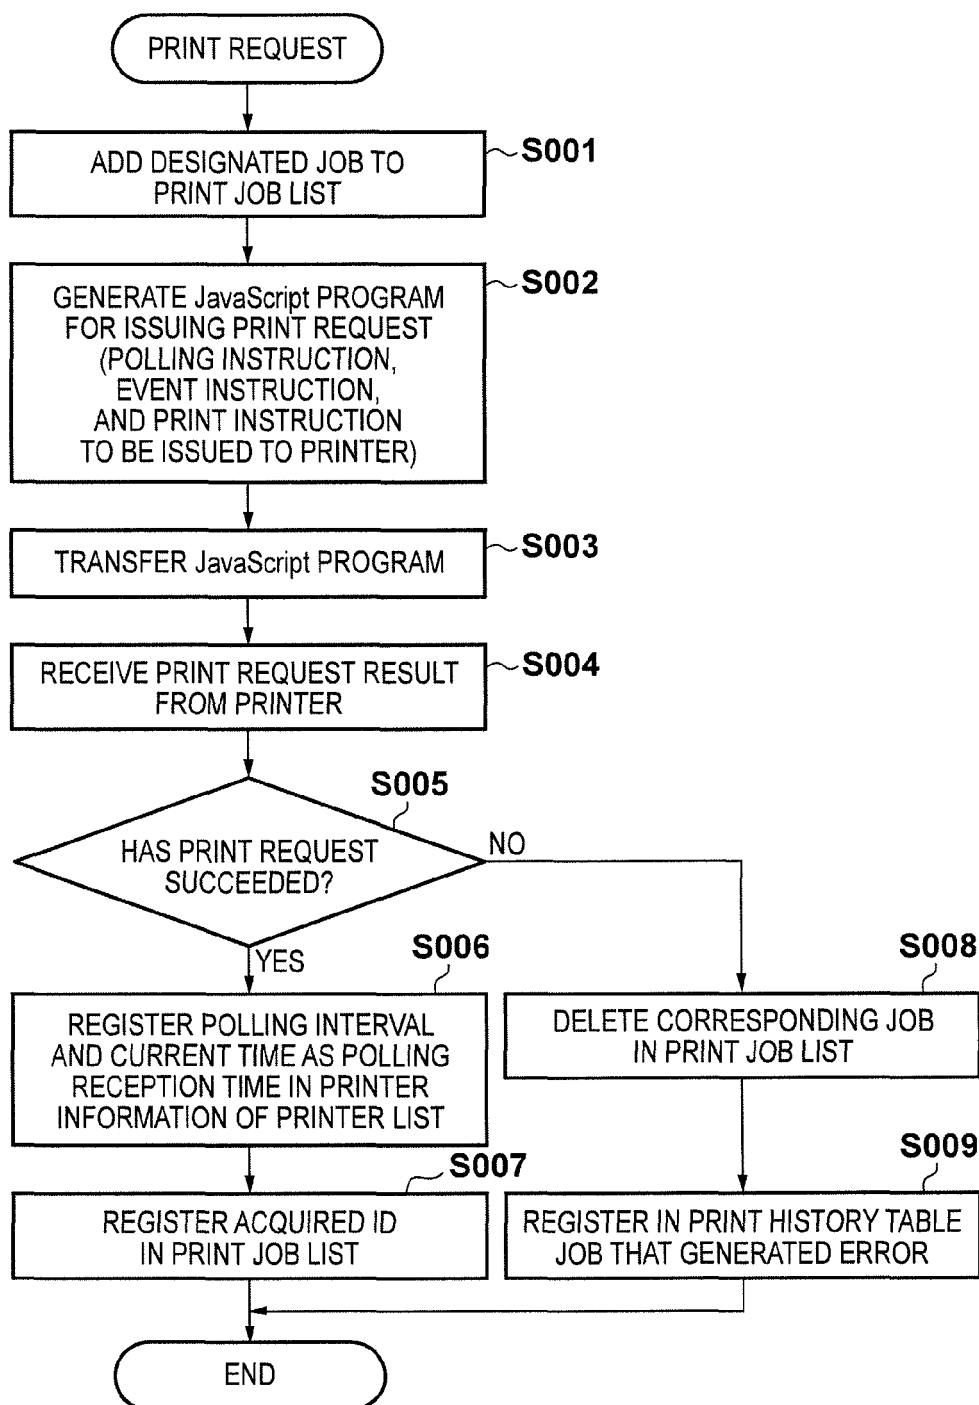 PRINT REQUEST
S001
ADD DESIGNATED JOB TO
PRINT JOB LIST
S002
GENERATE JavaScript PROGRAM
FOR ISSUING PRINT REQUEST
(POLLING INSTRUCTION,
EVENT INSTRUCTION,
AND PRINT INSTRUCTION
TO BE ISSUED TO PRINTER)
S003
TRANSFER JavaScript PROGRAM
S004
RECEIVE PRINT REQUEST RESULT
FROM PRINTER
S005
HAS PRINT REQUEST
SUCCEEDED?
NO
YES
S006
REGISTER POLLING INTERVAL
AND CURRENT TIME AS POLLING
RECEPTION TIME IN PRINTER
INFORMATION OF PRINTER LIST
S007
REGISTER ACQUIRED ID
IN PRINT JOB LIST
S008
DELETE CORRESPONDING JOB
IN PRINT JOB LIST
S009
REGISTER IN PRINT HISTORY TABLE
JOB THAT GENERATED ERROR
END